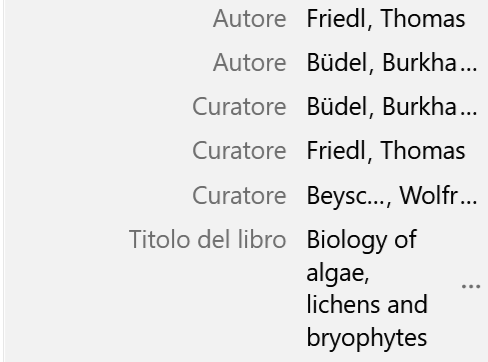 Autore Friedl, Thomas
Autore Büdel, Burkha...
Curatore Büdel, Burkha...
Curatore Friedl, Thomas
Curatore Beysc..., Wolfr...
Titolo del libro Biology of
algae,
lichens and
bryophytes
...